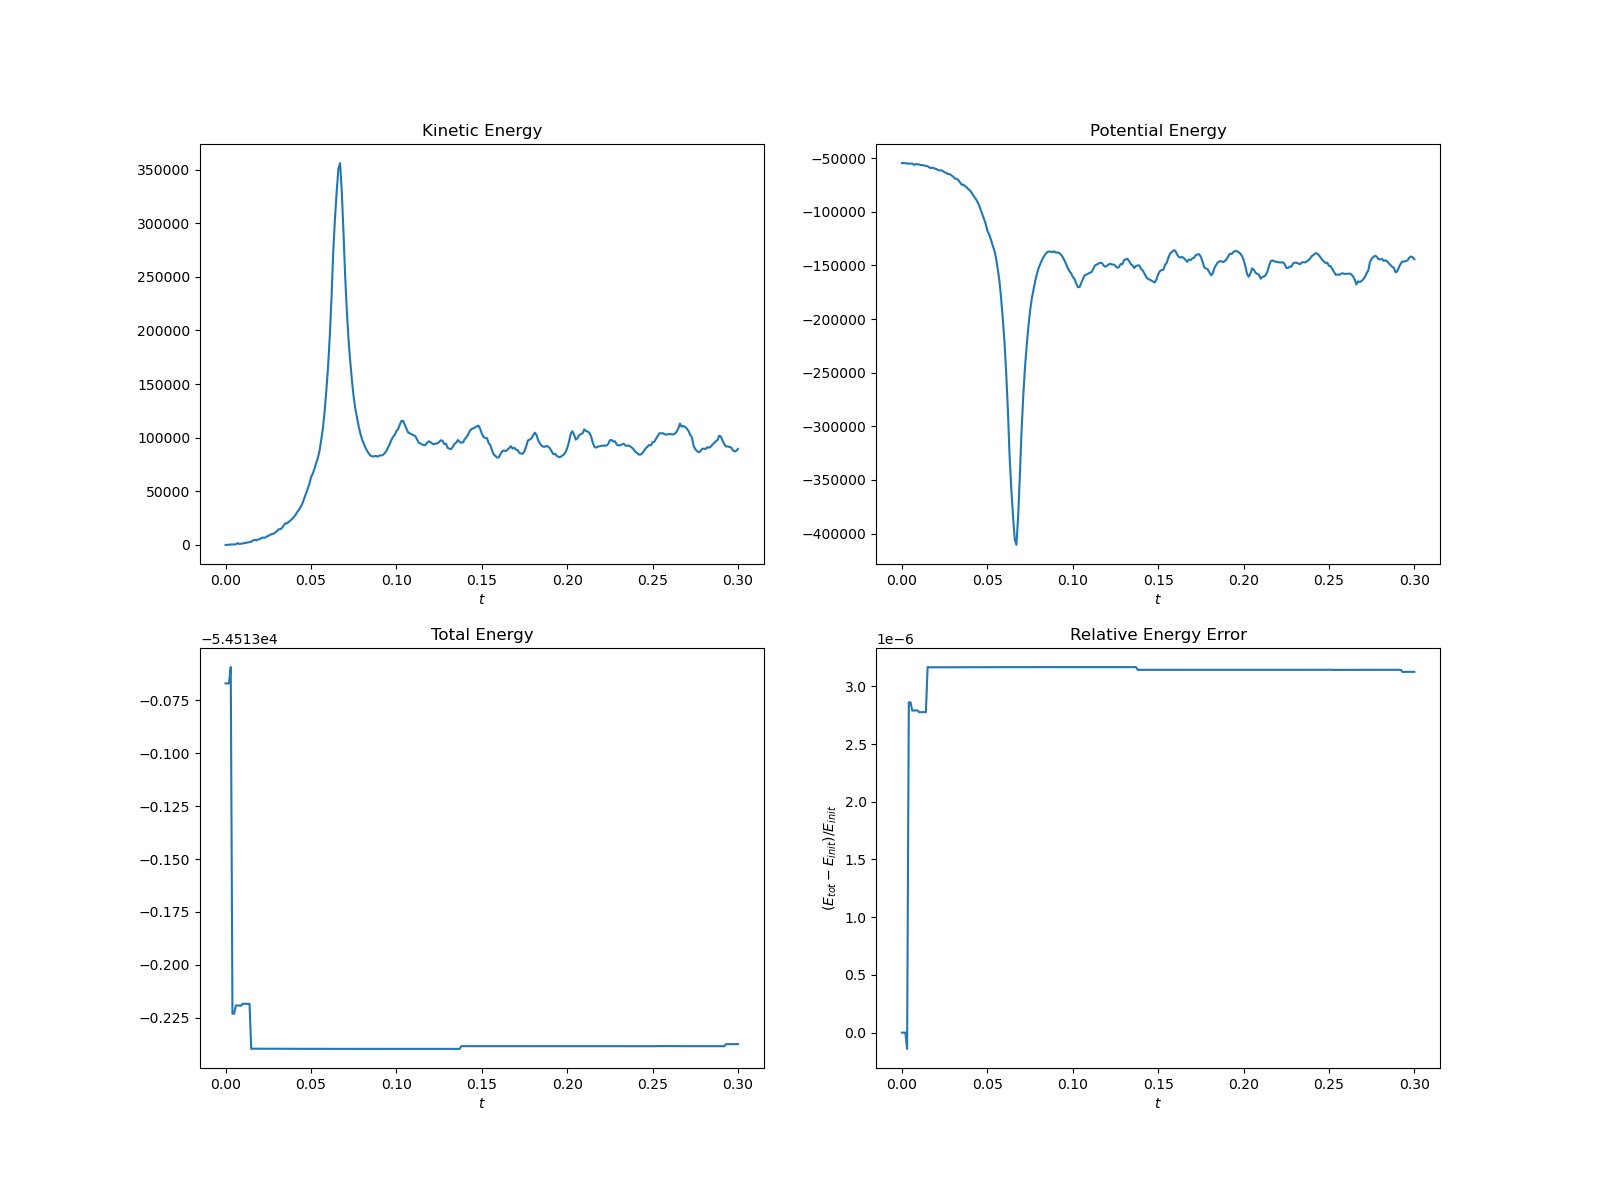 Kinetic Energy
350000
300000
250000
200000
150000
100000
50000
0
0.00 0.05 0.10 0.15 0.20 0.25 0.30
t
Potential Energy
−50000
−100000
−150000
−200000
−250000
−300000
−350000
−400000
0.00 0.05 0.10 0.15 0.20 0.25 0.30
t
Total Energy
−5.4513e4
−0.075
−0.100
−0.125
−0.150
−0.175
−0.200
−0.225
0.00 0.05 0.10 0.15 0.20 0.25 0.30
t
Relative Energy Error
1e−6
3.0
2.5
2.0
1.5
1.0
0.5
0.0
(E_tot − E_init)/E_init
0.00 0.05 0.10 0.15 0.20 0.25 0.30
t